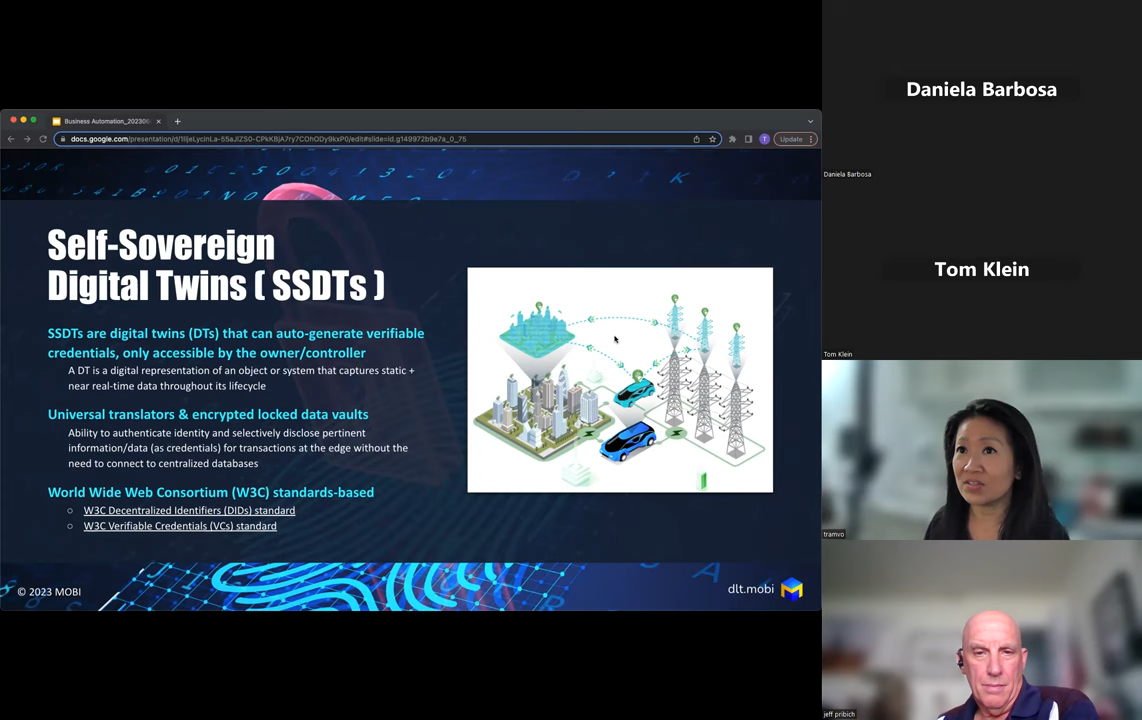 Business Automation_202306
Update
docs.google.com/presentation/d/1IjeLycinLa-55aJlZS0-CPkKBjA7ry7COhODy9kxP0/edit#slide=id.g149972b9e7a_0_75
Self-Sovereign
Digital Twins ( SSDTs )
SSDTs are digital twins (DTs) that can auto-generate verifiable
credentials, only accessible by the owner/controller
A DT is a digital representation of an object or system that captures static +
near real-time data throughout its lifecycle
Universal translators & encrypted locked data vaults
Ability to authenticate identity and selectively disclose pertinent
information/data (as credentials) for transactions at the edge without the
need to connect to centralized databases
World Wide Web Consortium (W3C) standards-based
○ W3C Decentralized Identifiers (DIDs) standard
○ W3C Verifiable Credentials (VCs) standard
© 2023 MOBI
dlt.mobi
Daniela Barbosa
Daniela Barbosa
Tom Klein
Tom Klein
tramvo
jeff pribich